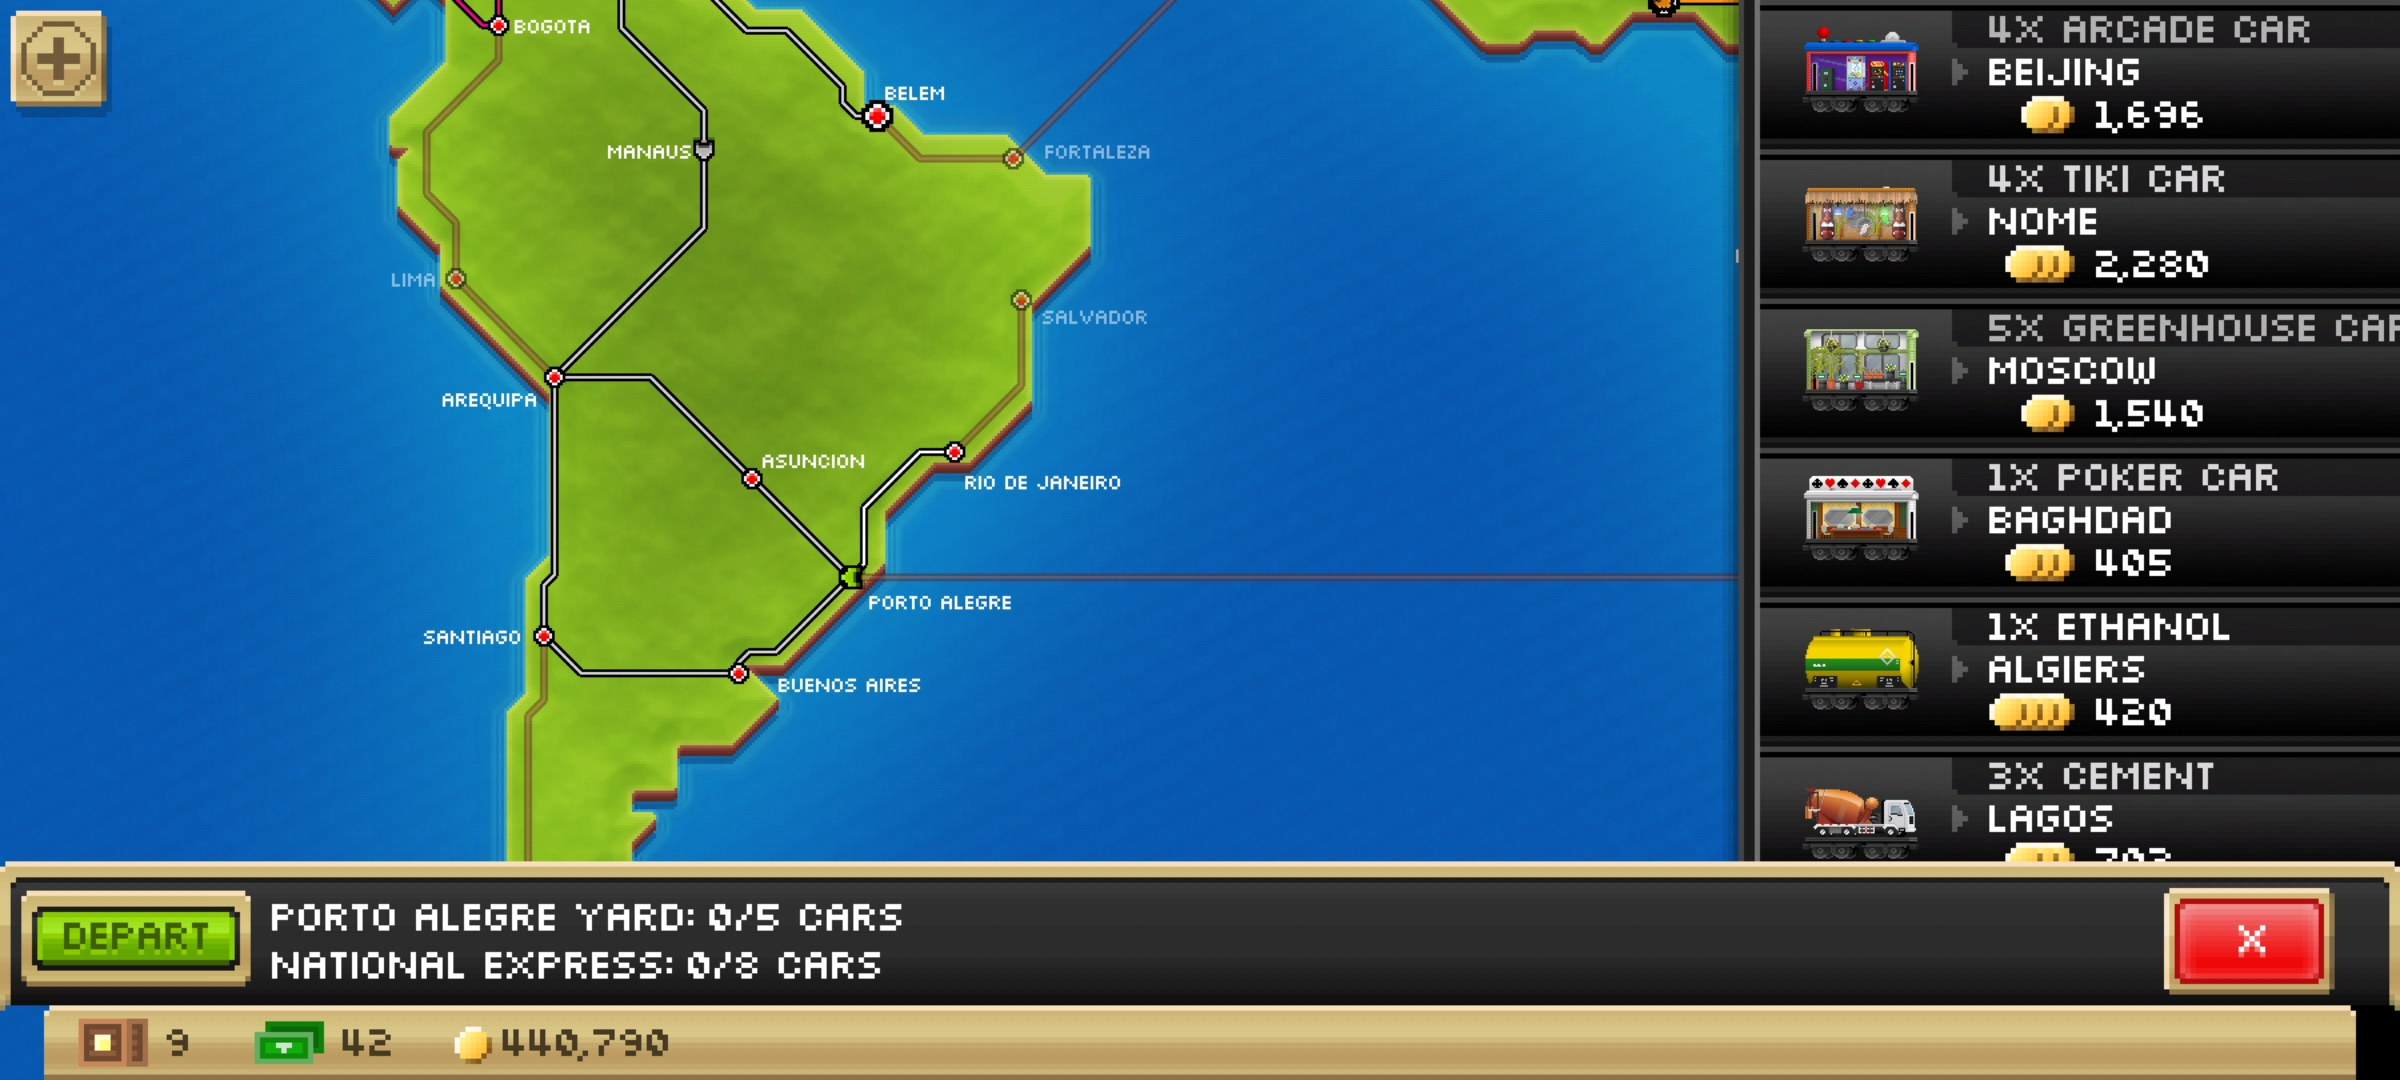 BOGOTA
BELEM
MANAUS
FORTALEZA
LIMA
SALVADOR
AREQUIPA
ASUNCION
RIO DE JANEIRO
PORTO ALEGRE
SANTIAGO
BUENOS AIRES
4X ARCADE CAR
BEIJING
1,696
4X TIKI CAR
NOME
2,280
5X GREENHOUSE CAR
MOSCOW
1,540
1X POKER CAR
BAGHDAD
405
1X ETHANOL
ALGIERS
420
3X CEMENT
LAGOS
DEPART
PORTO ALEGRE YARD: 0/5 CARS
NATIONAL EXPRESS: 0/8 CARS
X
9
42
440,790